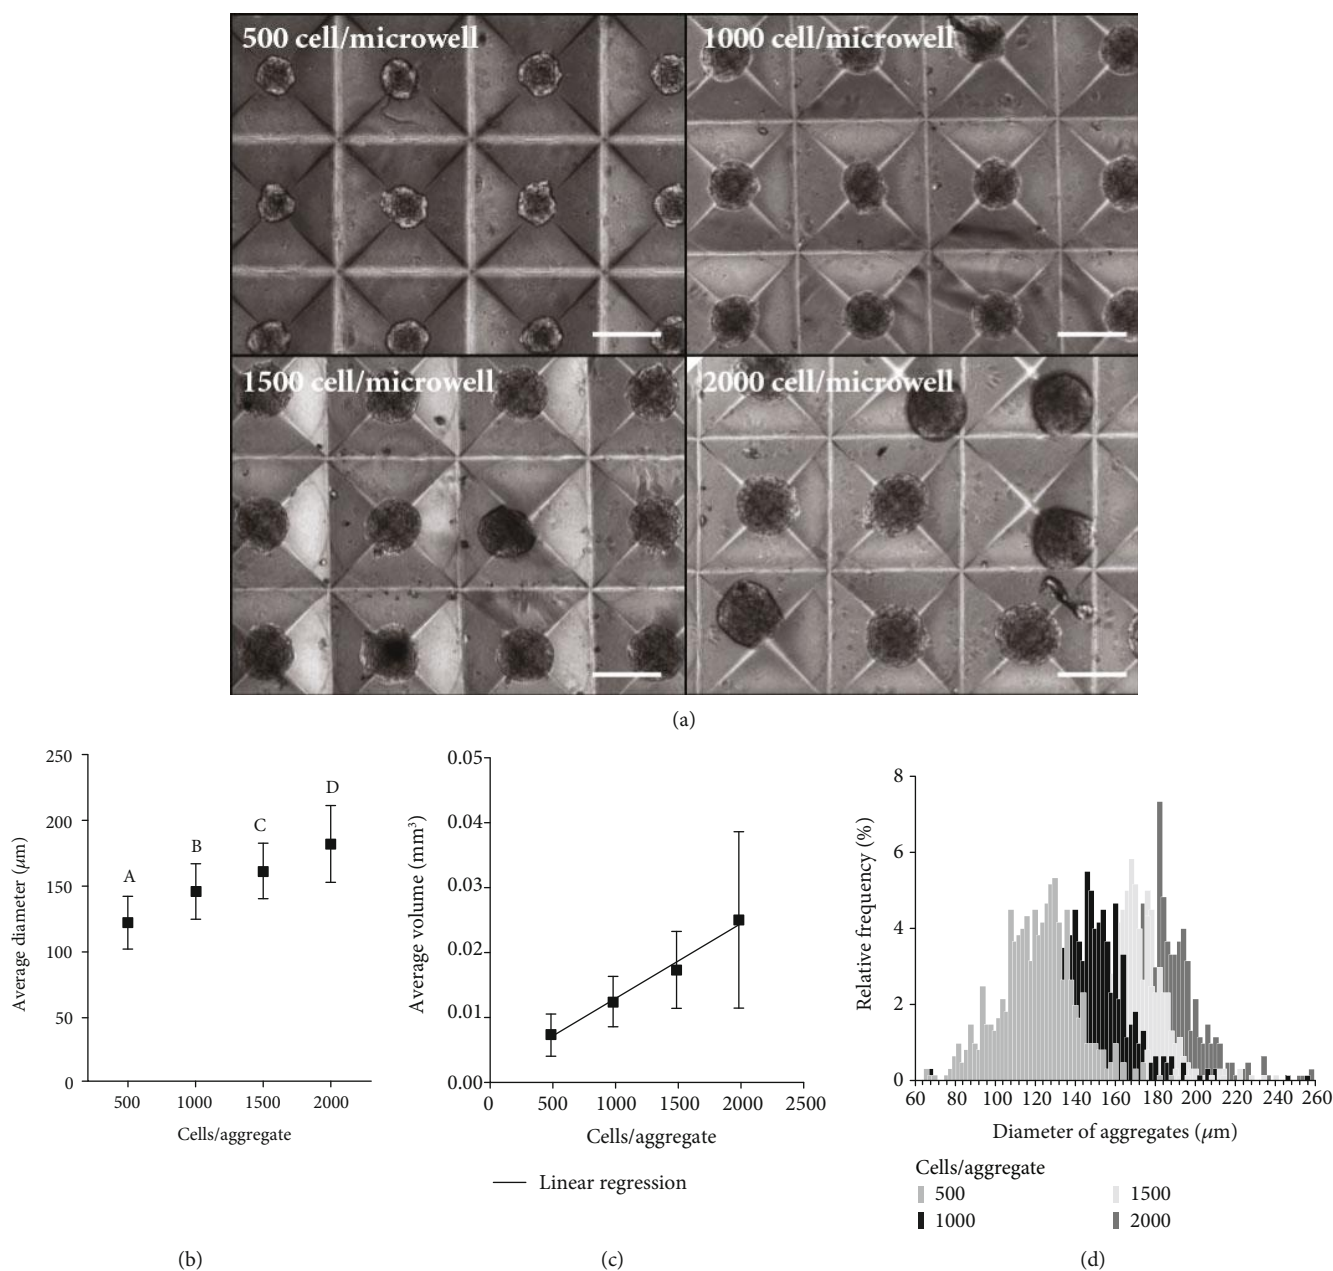 500 cell/microwell
1000 cell/microwell
1500 cell/microwell
2000 cell/microwell
(a)
250
200
150
100
50
0
Average diameter (μm)
A
B
C
D
500 1000 1500 2000
Cells/aggregate
(b)
0.05
0.04
0.03
0.02
0.01
0.00
Average volume (mm³)
0 500 1000 1500 2000 2500
Cells/aggregate
Linear regression
(c)
8
6
4
2
0
Relative frequency (%)
60 80 100 120 140 160 180 200 220 240 260
Diameter of aggregates (μm)
Cells/aggregate
500
1000
1500
2000
(d)